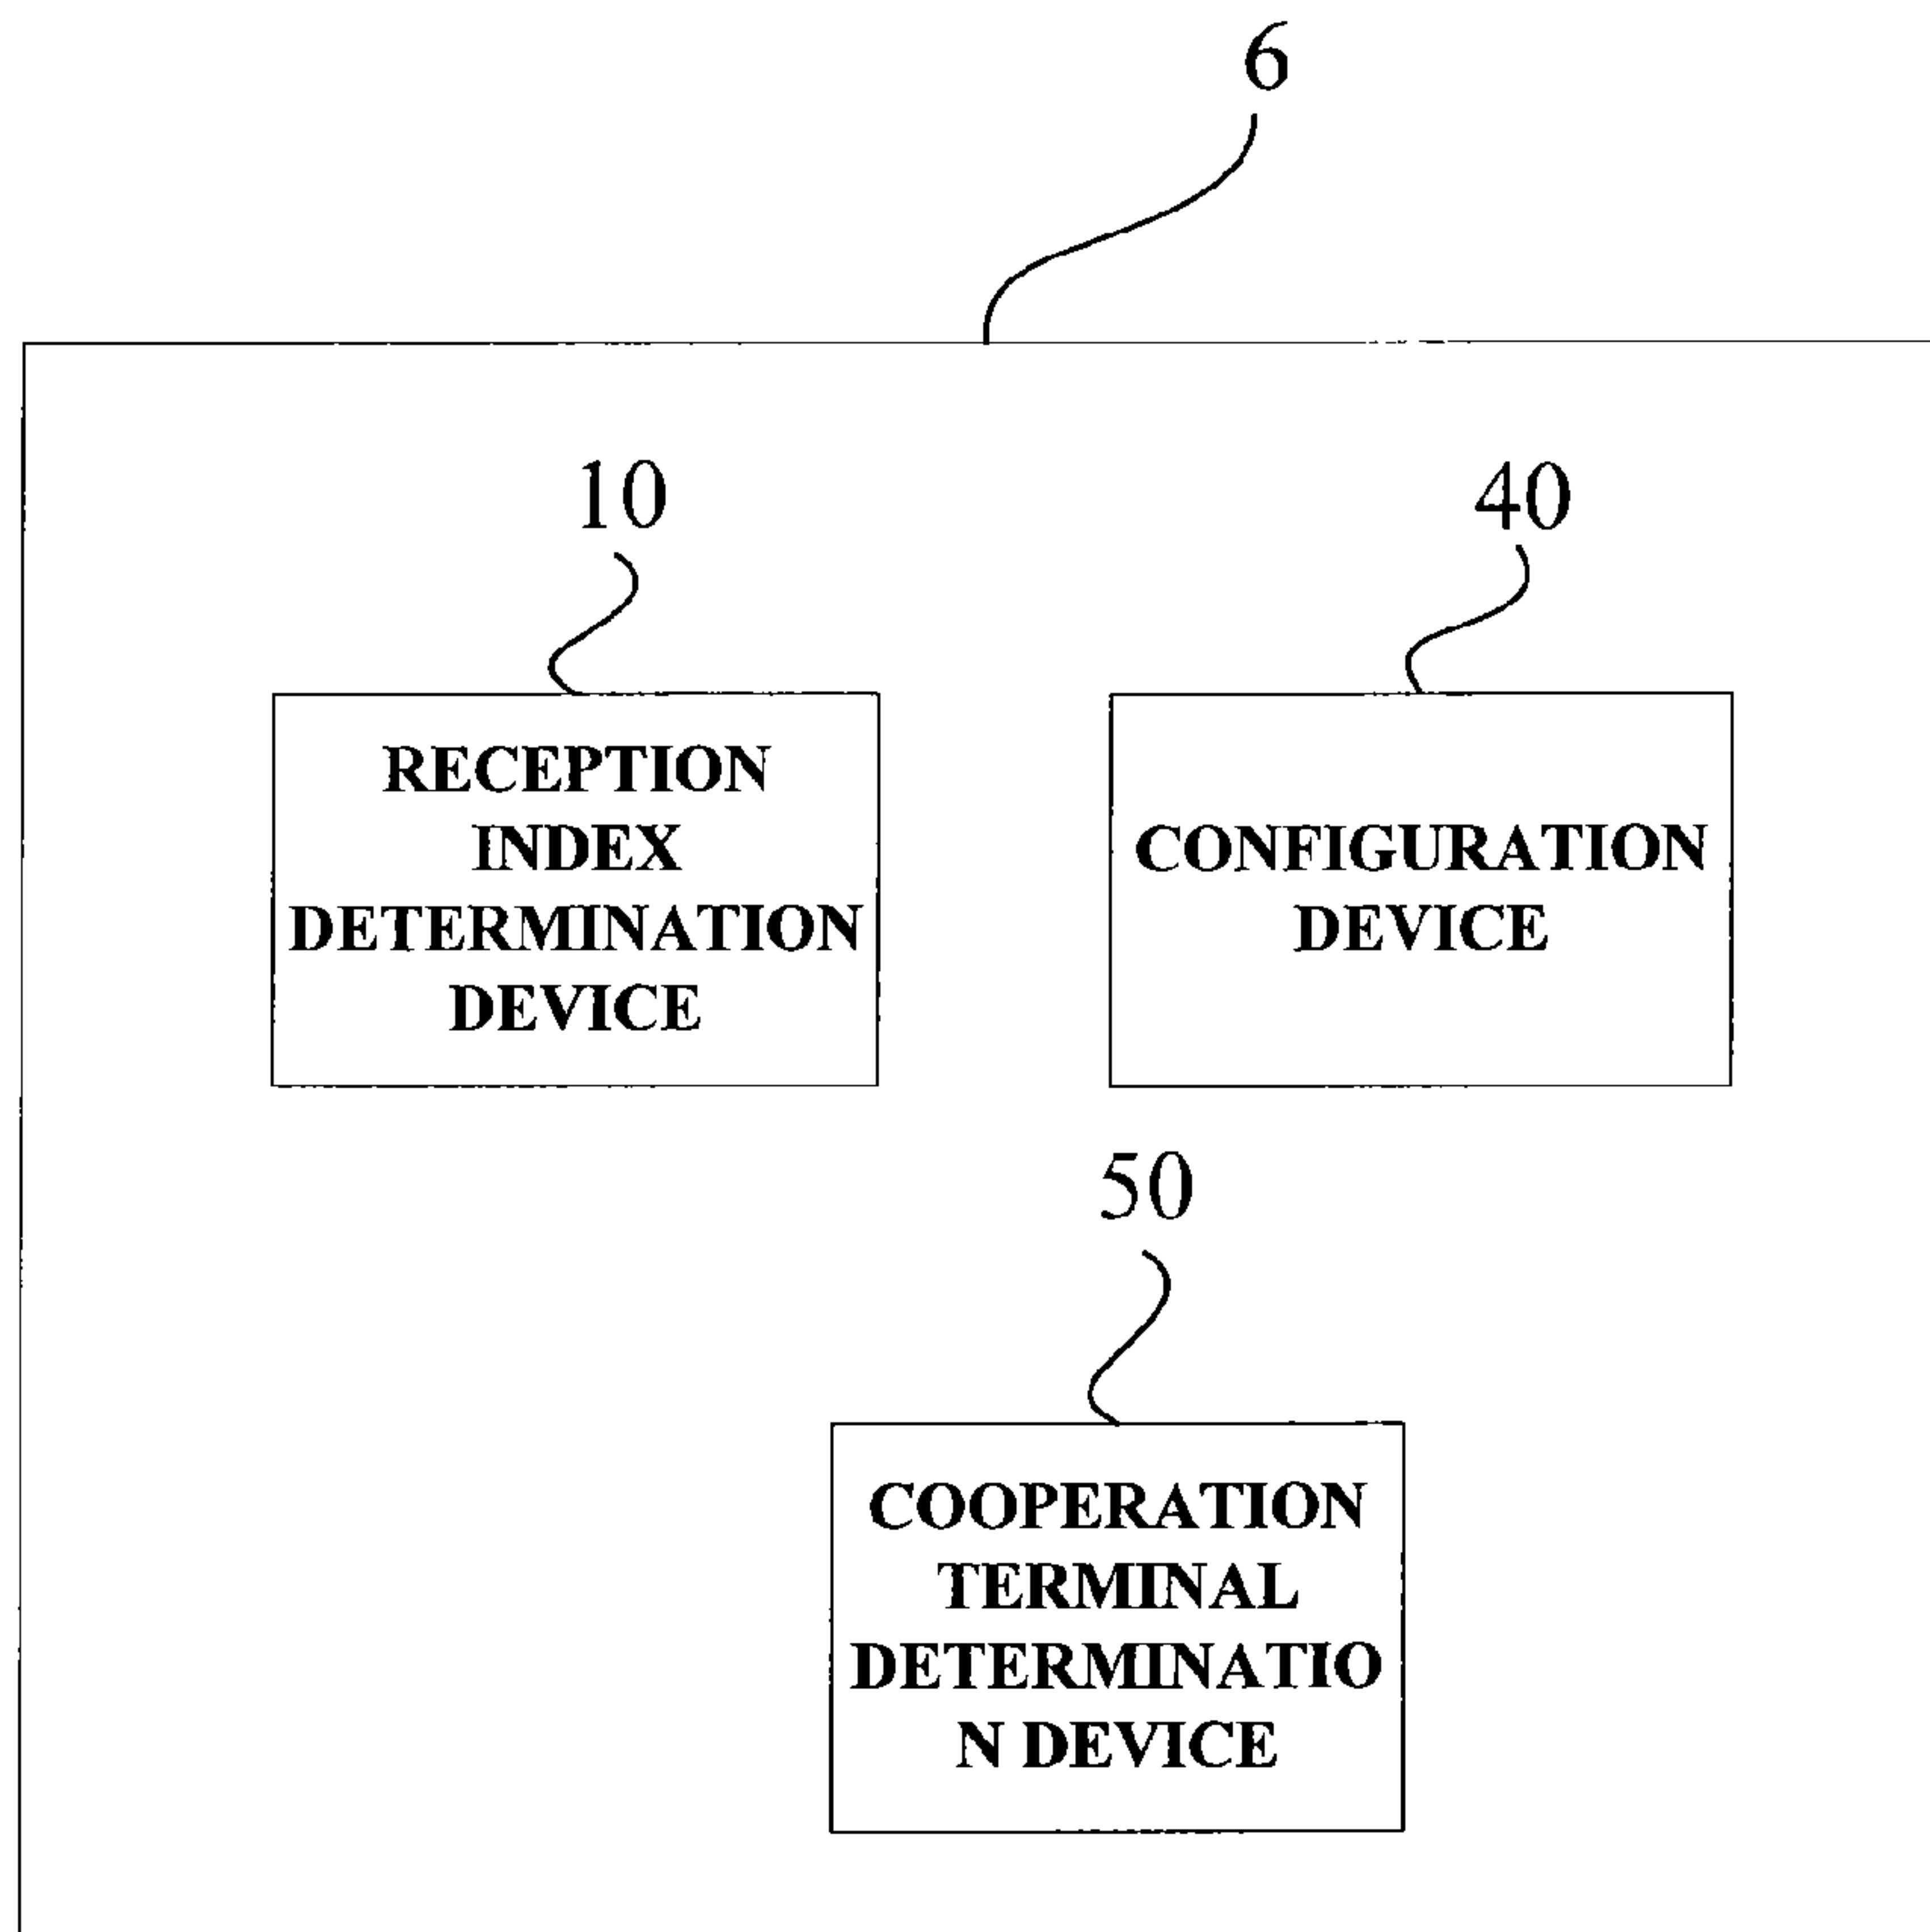 6
10
40
RECEPTION
INDEX
DETERMINATION
DEVICE
CONFIGURATION
DEVICE
50
COOPERATION
TERMINAL
DETERMINATIO
N DEVICE